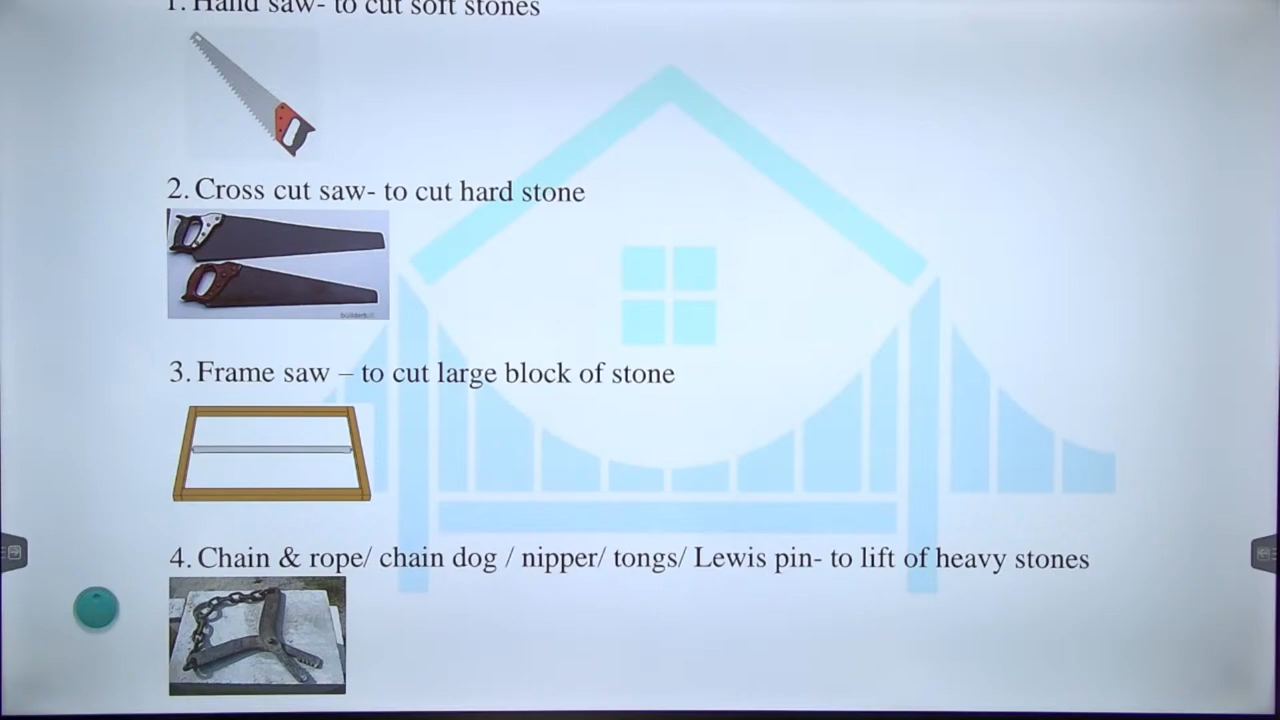 1. Hand saw- to cut soft stones
2. Cross cut saw- to cut hard stone
3. Frame saw – to cut large block of stone
4. Chain & rope/ chain dog / nipper/ tongs/ Lewis pin- to lift of heavy stones